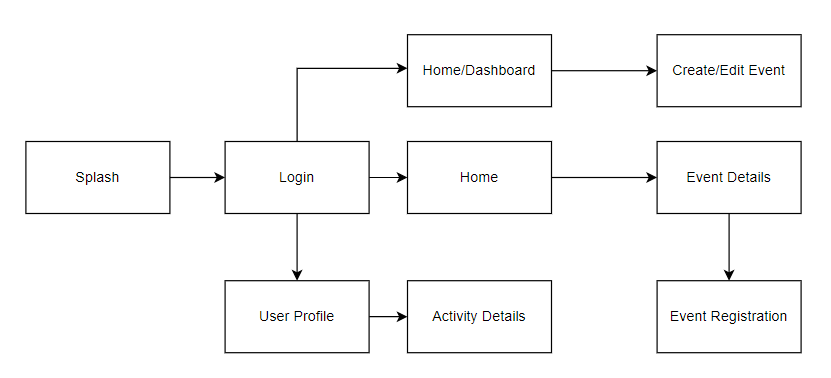 Home/Dashboard
Create/Edit Event
Splash
Login
Home
Event Details
User Profile
Activity Details
Event Registration